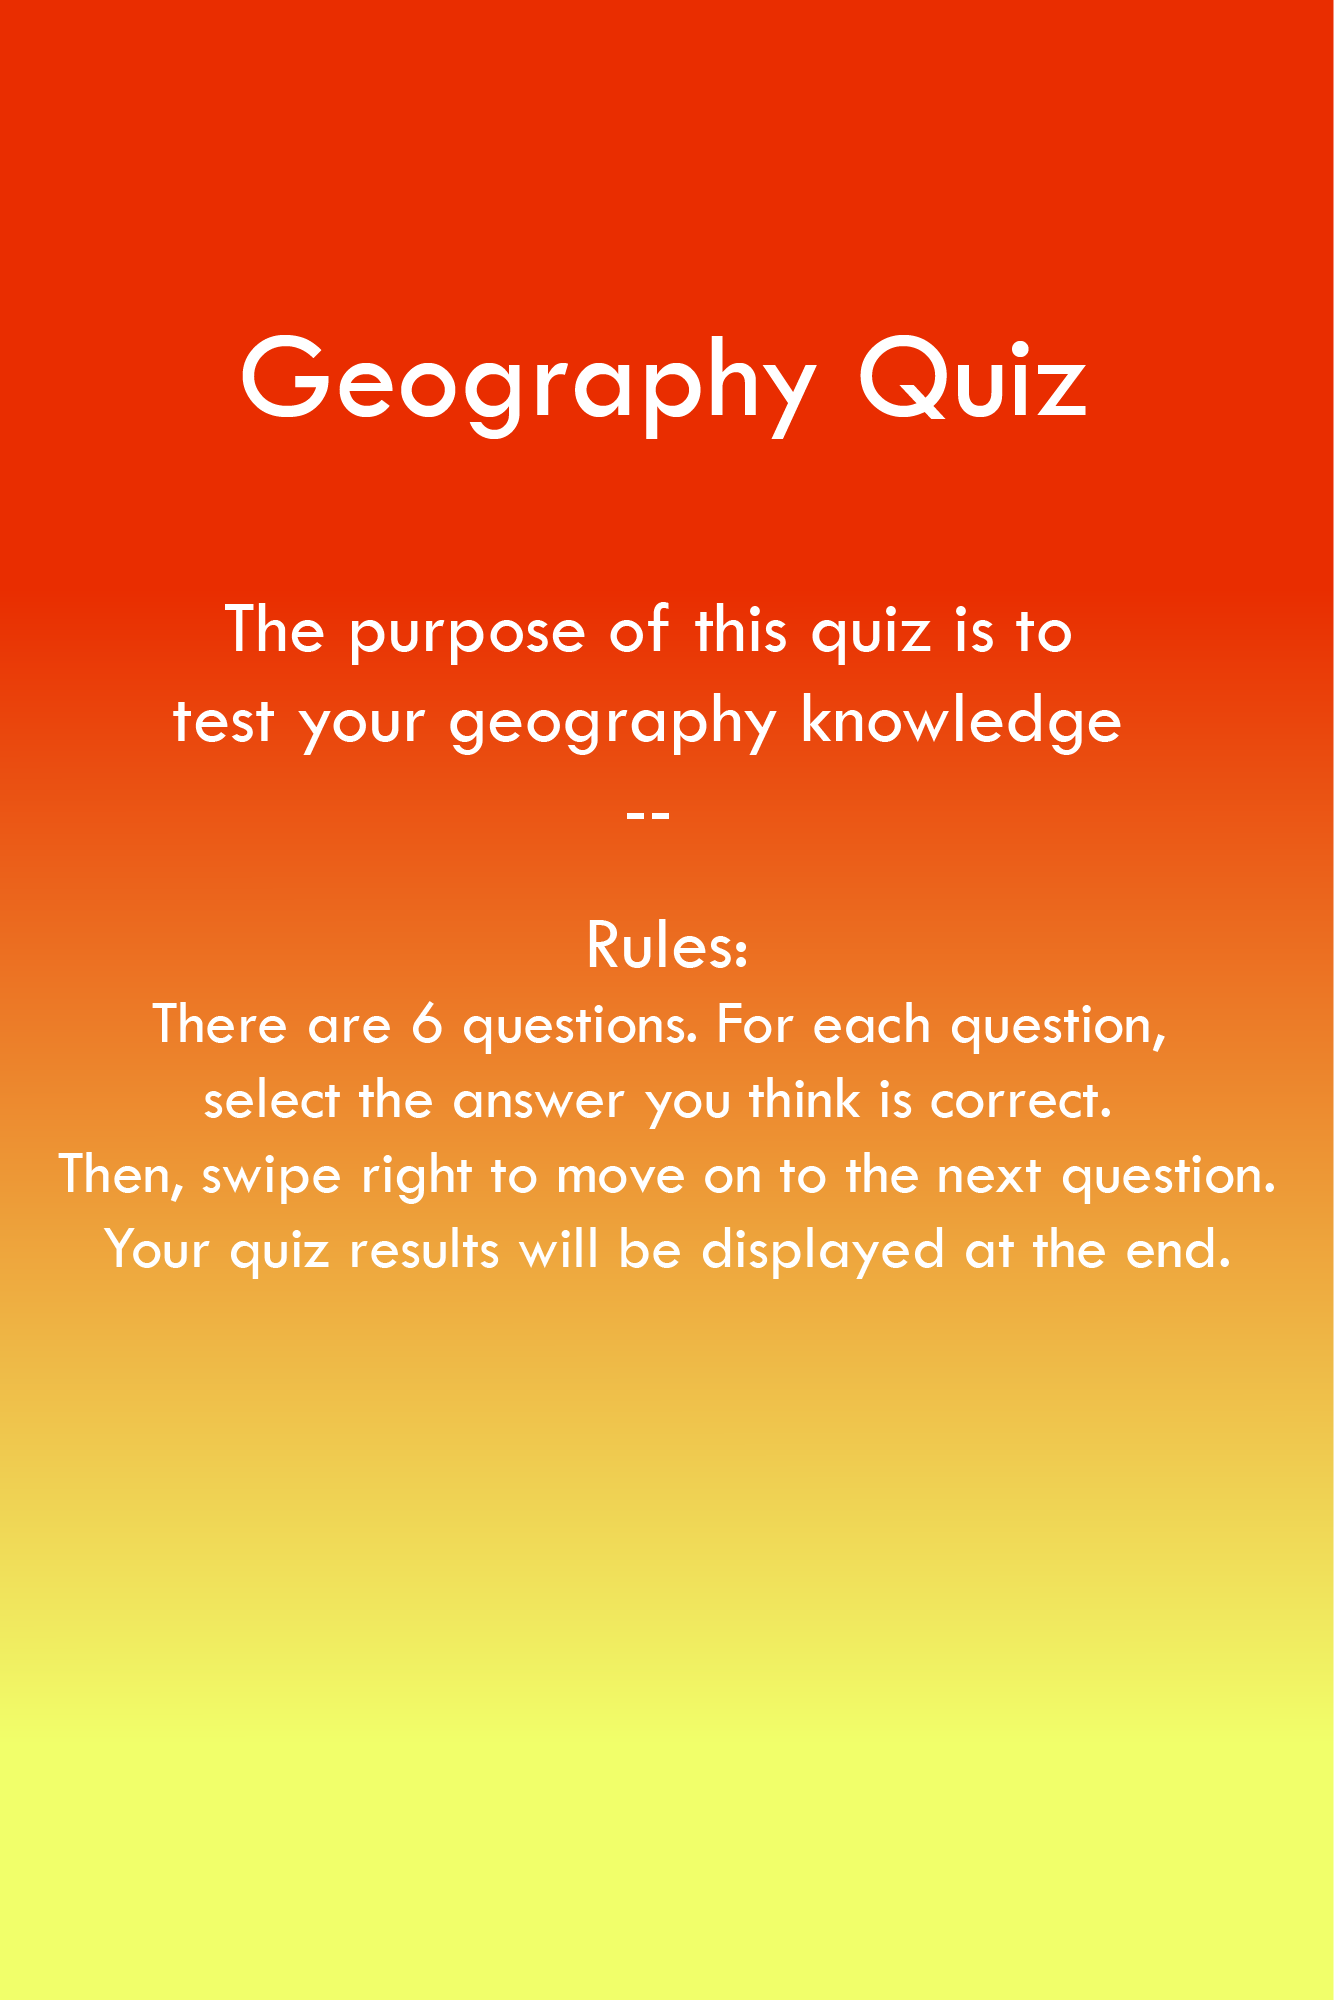 Geography Quiz
The purpose of this quiz is to
test your geography knowledge
--
Rules:
There are 6 questions. For each question,
select the answer you think is correct.
Then, swipe right to move on to the next question.
Your quiz results will be displayed at the end.